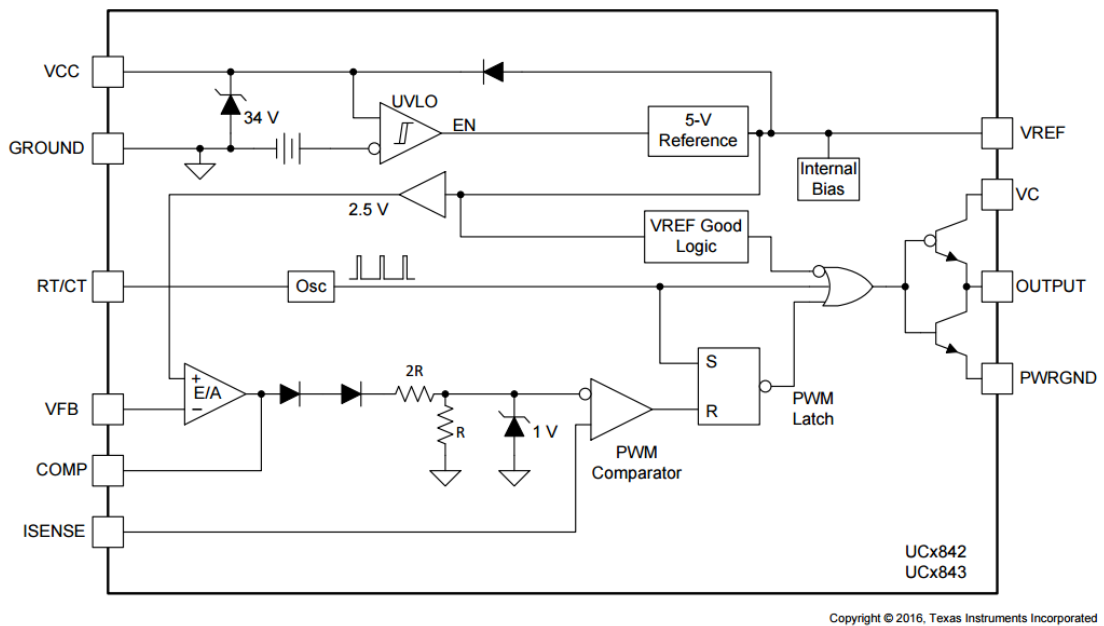 VCC
UVLO
34 V
EN
5-V
Reference
GROUND
VREF
Internal
Bias
VC
2.5 V
VREF Good
Logic
RT/CT
Osc
OUTPUT
S
2R
+
E/A
−
PWRGND
VFB
R
1 V
R
PWM
Latch
PWM
Comparator
COMP
ISENSE
UCx842
UCx843
Copyright © 2016, Texas Instruments Incorporated